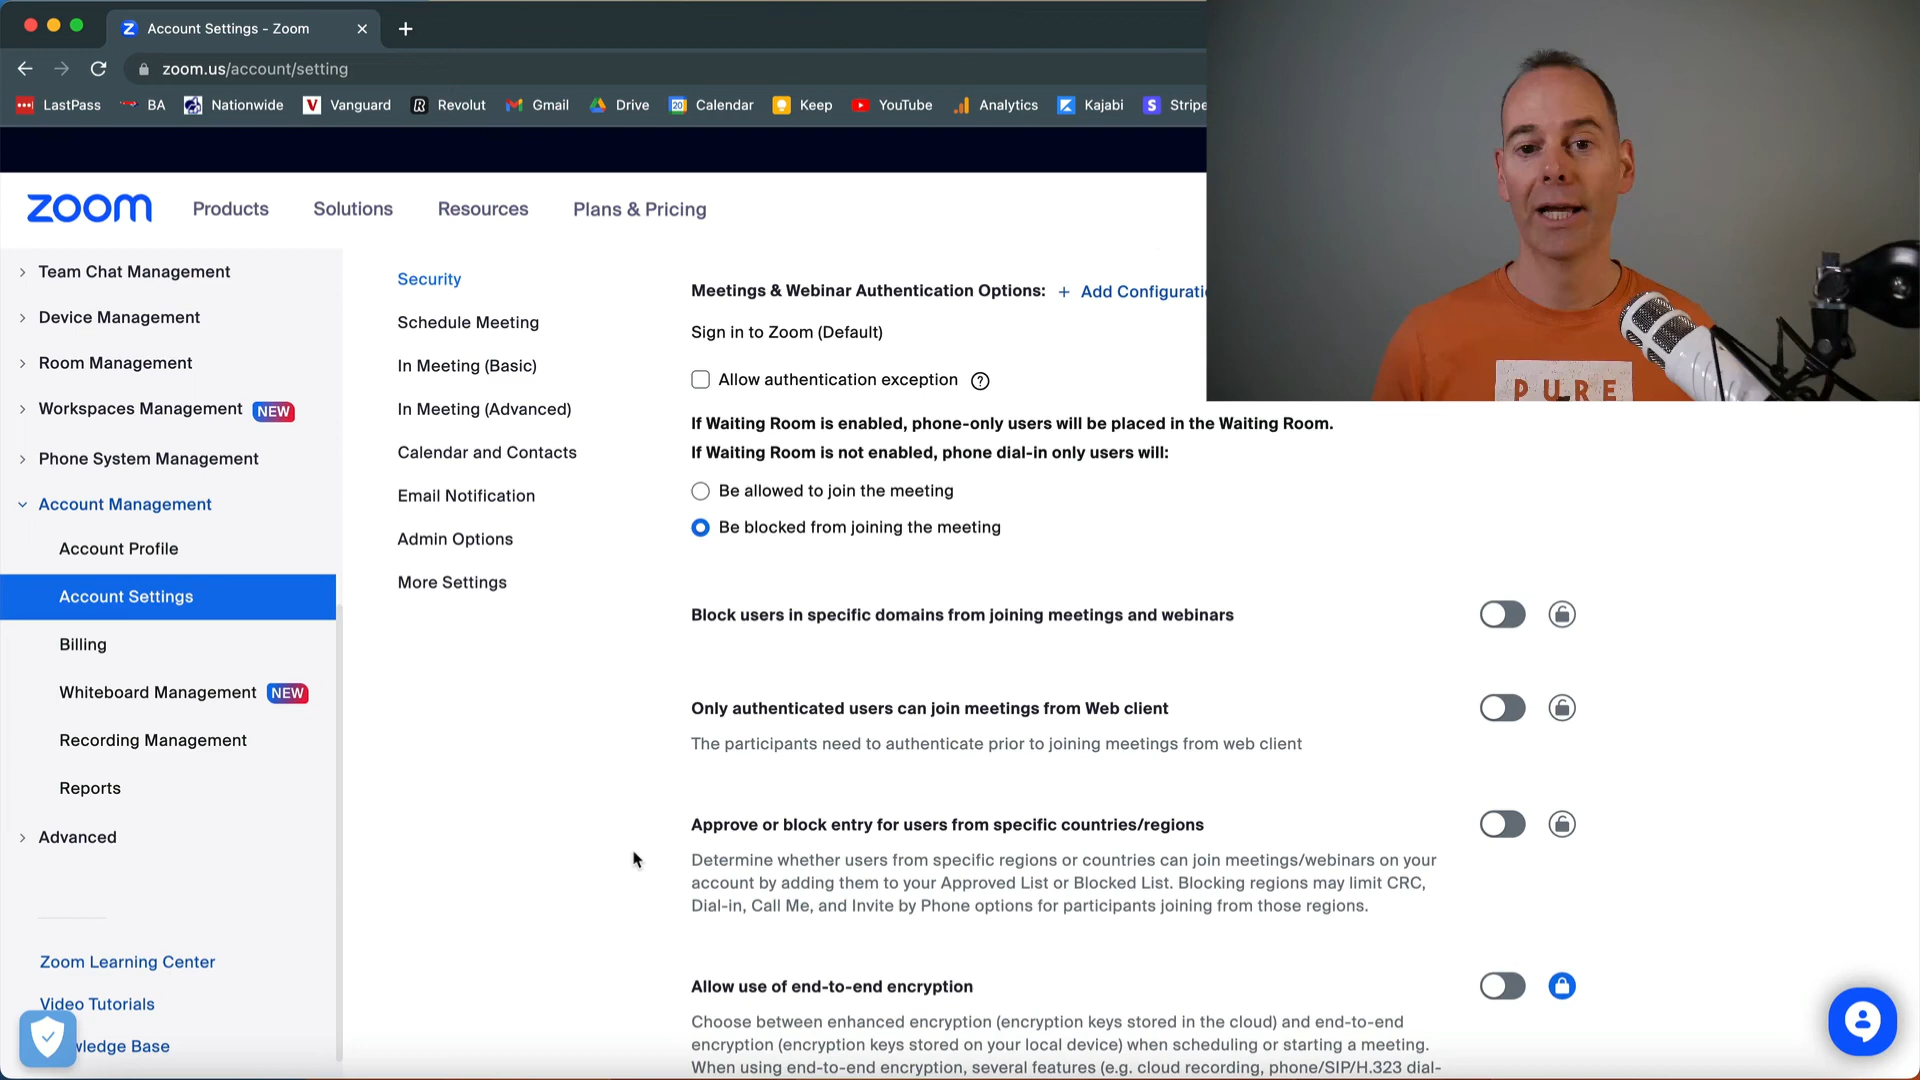 Account Settings - Zoom
zoom.us/account/setting
LastPass
BA
Nationwide
Vanguard
Revolut
Gmail
Drive
Calendar
Keep
YouTube
Analytics
Kajabi
Stripe
zoom
Products
Solutions
Resources
Plans & Pricing
Team Chat Management
Device Management
Room Management
Workspaces Management NEW
Phone System Management
Account Management
Account Profile
Account Settings
Billing
Whiteboard Management NEW
Recording Management
Reports
Advanced
Zoom Learning Center
Video Tutorials
wledge Base
Security
Schedule Meeting
In Meeting (Basic)
In Meeting (Advanced)
Calendar and Contacts
Email Notification
Admin Options
More Settings
Meetings & Webinar Authentication Options: + Add Configurati
Sign in to Zoom (Default)
Allow authentication exception
If Waiting Room is enabled, phone-only users will be placed in the Waiting Room.
If Waiting Room is not enabled, phone dial-in only users will:
Be allowed to join the meeting
Be blocked from joining the meeting
Block users in specific domains from joining meetings and webinars
Only authenticated users can join meetings from Web client
The participants need to authenticate prior to joining meetings from web client
Approve or block entry for users from specific countries/regions
Determine whether users from specific regions or countries can join meetings/webinars on your
account by adding them to your Approved List or Blocked List. Blocking regions may limit CRC,
Dial-in, Call Me, and Invite by Phone options for participants joining from those regions.
Allow use of end-to-end encryption
Choose between enhanced encryption (encryption keys stored in the cloud) and end-to-end
encryption (encryption keys stored on your local device) when scheduling or starting a meeting.
When using end-to-end encryption, several features (e.g. cloud recording, phone/SIP/H.323 dial-
PURE